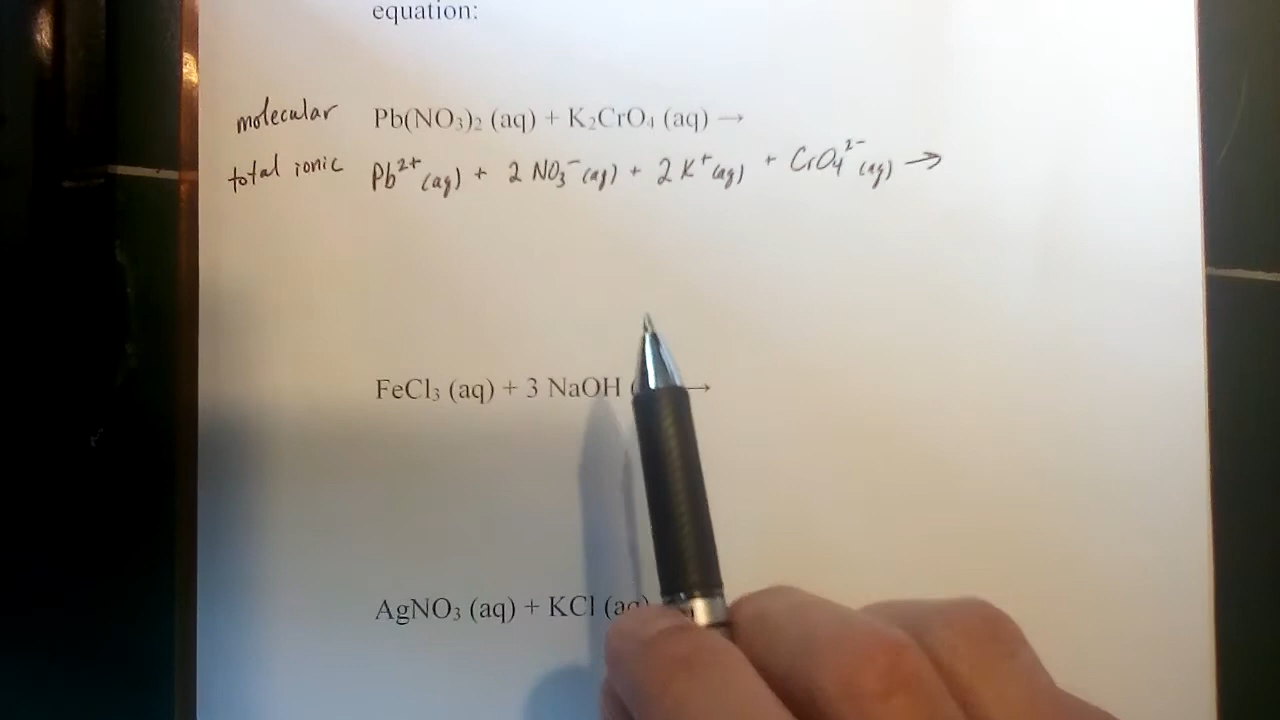 equation:
molecular Pb(NO₃)₂ (aq) + K₂CrO₄ (aq) →
total ionic Pb²⁺(aq) + 2 NO₃⁻(aq) + 2 K⁺(aq) + CrO₄²⁻(aq) →
FeCl₃ (aq) + 3 NaOH ( →
AgNO₃ (aq) + KCl (aq)